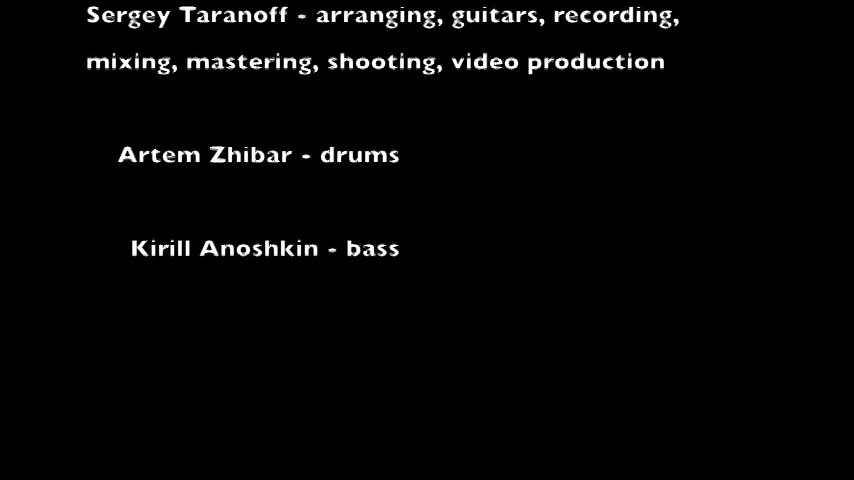 Sergey Taranoff - arranging, guitars, recording,
mixing, mastering, shooting, video production
Artem Zhibar - drums
Kirill Anoshkin - bass